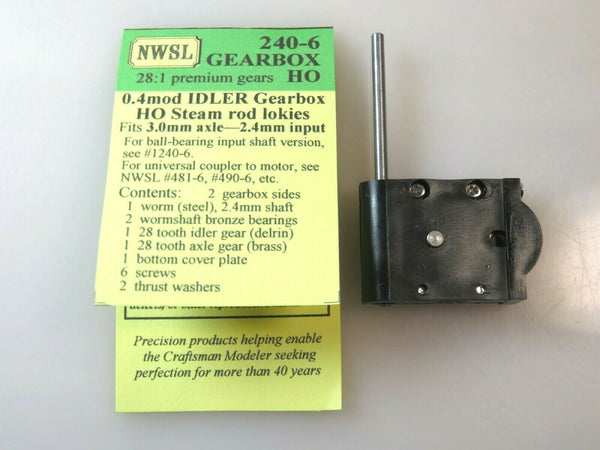 NWSL
240-6
GEARBOX
28:1 premium gears HO
0.4mod IDLER Gearbox
HO Steam rod lokies
Fits 3.0mm axle—2.4mm input
For ball-bearing input shaft version,
see #1240-6.
For universal coupler to motor, see
NWSL #481-6, #490-6, etc.
Contents: 2 gearbox sides
1 worm (steel), 2.4mm shaft
2 wormshaft bronze bearings
1 28 tooth idler gear (delrin)
1 28 tooth axle gear (brass)
1 bottom cover plate
6 screws
2 thrust washers
Precision products helping enable
the Craftsman Modeler seeking
perfection for more than 40 years